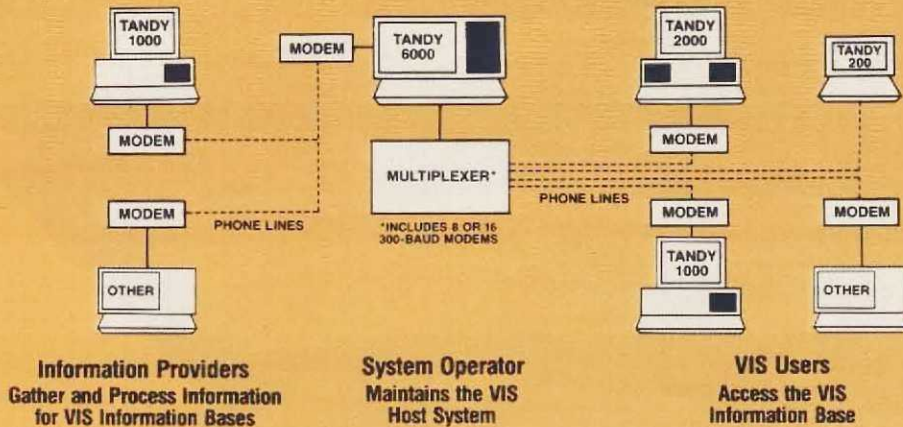 TANDY
1000
MODEM
MODEM
OTHER
PHONE LINES
Information Providers
Gather and Process Information
for VIS Information Bases
MODEM
TANDY
6000
MULTIPLEXER*
*INCLUDES 8 OR 16
300-BAUD MODEMS
System Operator
Maintains the VIS
Host System
TANDY
2000
MODEM
TANDY
200
PHONE LINES
MODEM
TANDY
1000
MODEM
OTHER
VIS Users
Access the VIS
Information Base